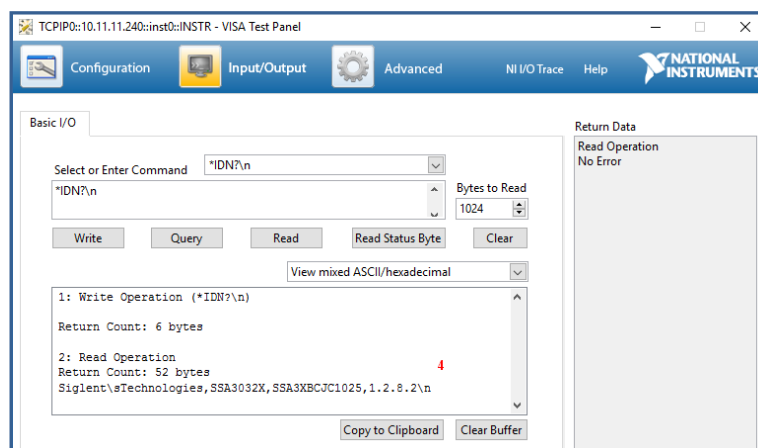 TCPIP0::10.11.11.240::inst0::INSTR - VISA Test Panel
Configuration
Input/Output
Advanced
NI I/O Trace
Help
NATIONAL
INSTRUMENTS
Basic I/O
Return Data
Select or Enter Command
*IDN?\n
Read Operation
No Error
*IDN?\n
Bytes to Read
1024
Write
Query
Read
Read Status Byte
Clear
View mixed ASCII/hexadecimal
1: Write Operation (*IDN?\n)
Return Count: 6 bytes
2: Read Operation
Return Count: 52 bytes
4
Siglent\sTechnologies,SSA3032X,SSA3XBCJC1025,1.2.8.2\n
Copy to Clipboard
Clear Buffer